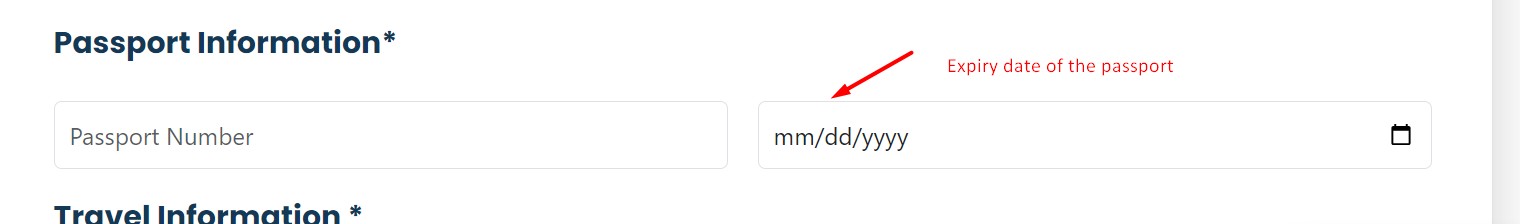 Passport Information*
Expiry date of the passport
Passport Number
mm/dd/yyyy
Travel Information *